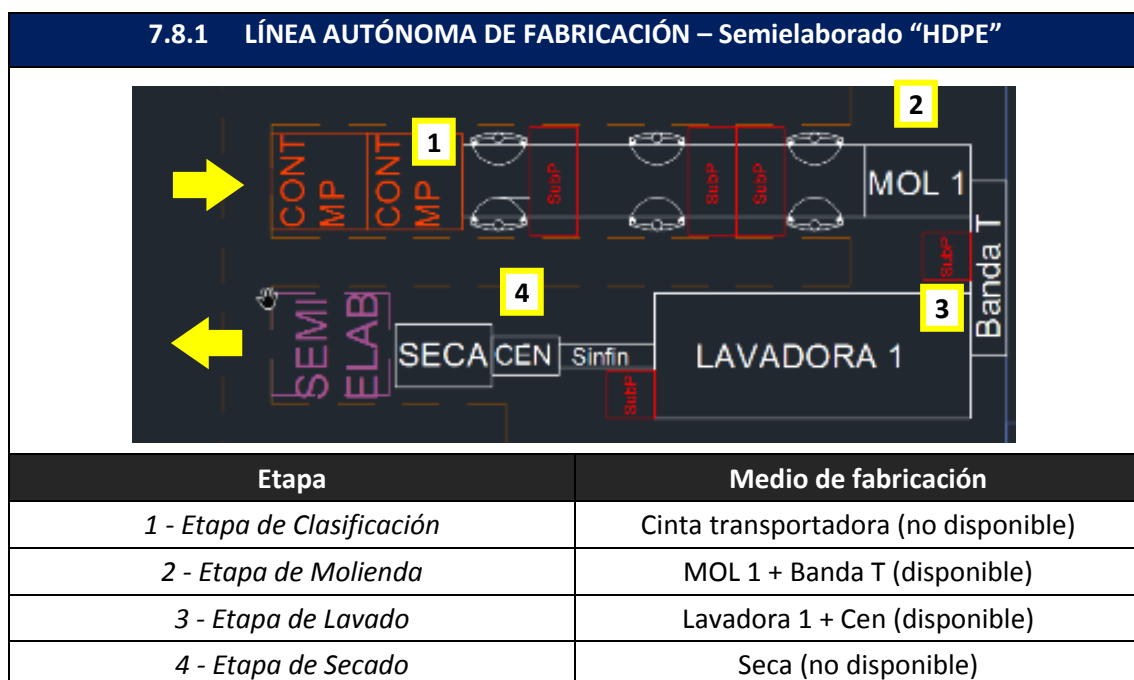 7.8.1 LÍNEA AUTÓNOMA DE FABRICACIÓN – Semielaborado “HDPE”
2
1
CONT
MP
CONT
MP
SubP
SubP
SubP
MOL 1
SubP
Banda T
3
4
SEMI
ELAB
SECA
CEN
Sinfin
SubP
LAVADORA 1
Etapa Medio de fabricación
1 - Etapa de Clasificación Cinta transportadora (no disponible)
2 - Etapa de Molienda MOL 1 + Banda T (disponible)
3 - Etapa de Lavado Lavadora 1 + Cen (disponible)
4 - Etapa de Secado Seca (no disponible)